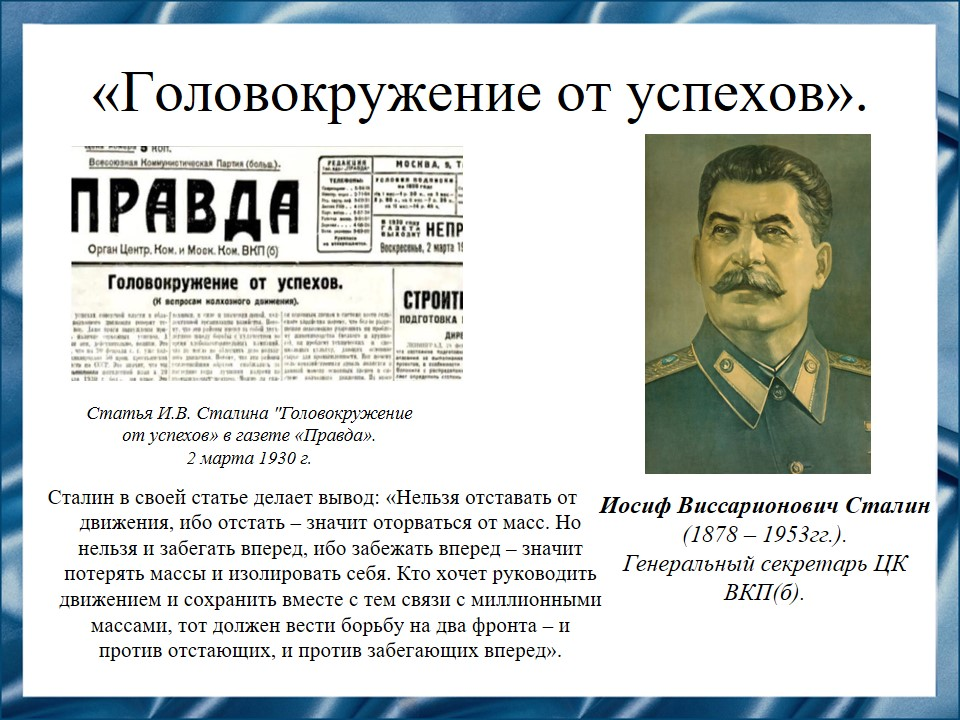 «Головокружение от успехов».
Всесоюзная Коммунистическая Партия (больш.).
ПРАВДА
Орган Центр. Ком. и Моск. Ком. ВКП(б)
РЕДАКЦИЯ
МОСКВА, 9, Т
НЕПР
Воскресенье, 2 марта 19
Головокружение от успехов.
(К вопросам колхозного движения).
СТРОИТ
ПОДГОТОВКА
Статья И.В. Сталина "Головокружение
от успехов» в газете «Правда».
2 марта 1930 г.
Сталин в своей статье делает вывод: «Нельзя отставать от
движения, ибо отстать – значит оторваться от масс. Но
нельзя и забегать вперед, ибо забежать вперед – значит
потерять массы и изолировать себя. Кто хочет руководить
движением и сохранить вместе с тем связи с миллионными
массами, тот должен вести борьбу на два фронта – и
против отстающих, и против забегающих вперед».
Иосиф Виссарионович Сталин
(1878 – 1953гг.).
Генеральный секретарь ЦК
ВКП(б).